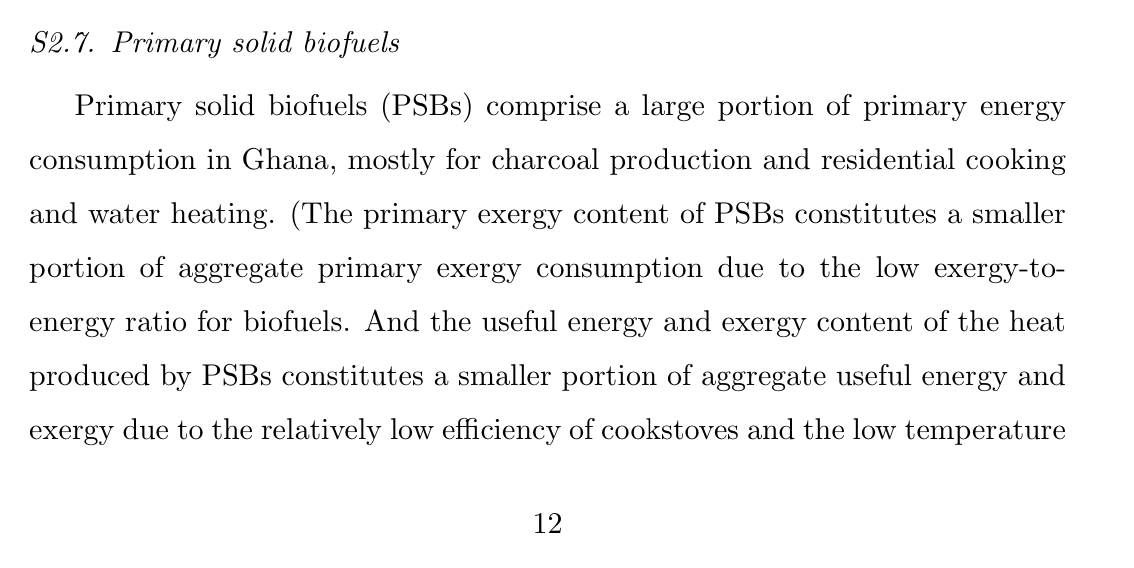 S2.7. Primary solid biofuels
Primary solid biofuels (PSBs) comprise a large portion of primary energy
consumption in Ghana, mostly for charcoal production and residential cooking
and water heating. (The primary exergy content of PSBs constitutes a smaller
portion of aggregate primary exergy consumption due to the low exergy-to-
energy ratio for biofuels. And the useful energy and exergy content of the heat
produced by PSBs constitutes a smaller portion of aggregate useful energy and
exergy due to the relatively low efficiency of cookstoves and the low temperature
12